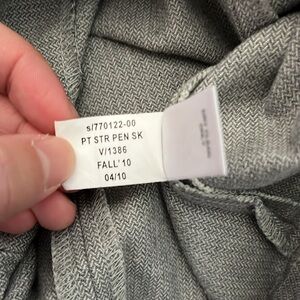 s/770122-00
PT STR PEN SK
V/1386
FALL'10
04/10